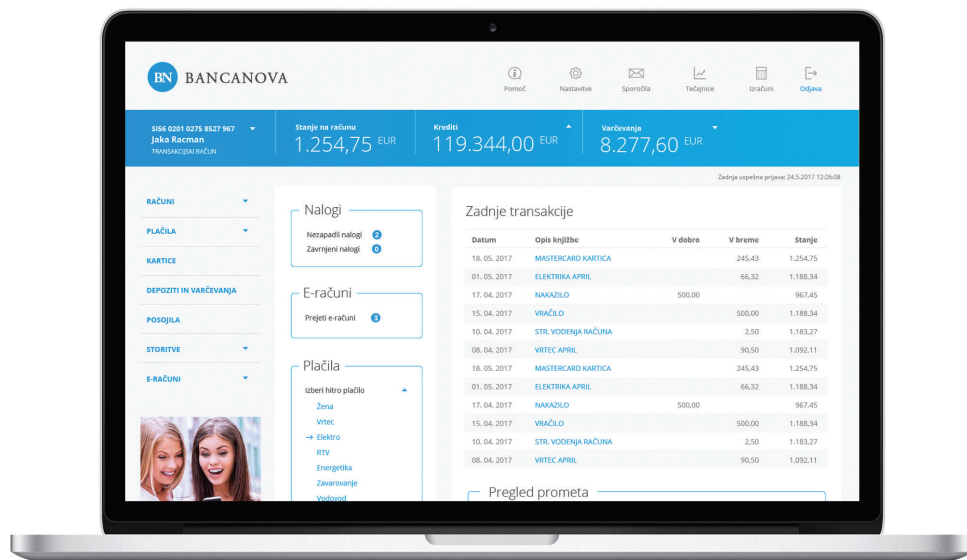 BN BANCANOVA
Pomoč Nastavitve Sporočila Tečajnice Izračuni Odjava
SI56 0201 0275 8527 967
Jaka Racman
TRANSAKCIJSKI RAČUN
Stanje na računu
1.254,75 EUR
Krediti
119.344,00 EUR
Varčevanja
8.277,60 EUR
Zadnja uspešna prijava: 24.5.2017 12:26:08
RAČUNI
PLAČILA
KARTICE
DEPOZITI IN VARČEVANJA
POSOJILA
STORITVE
E-RAČUNI
Nalogi
Nezapadli nalogi 2
Zavrnjeni nalogi 0
E-računi
Prejeti e-računi 3
Plačila
Izberi hitro plačilo
Žena
Vrtec
→ Elektro
RTV
Energetika
Zavarovanje
Vodovod
Zadnje transakcije
Datum Opis knjižbe V dobro V breme Stanje
18. 05. 2017 MASTERCARD KARTICA 245,43 1.254,75
01. 05. 2017 ELEKTRIKA APRIL 66,32 1.188,34
17. 04. 2017 NAKAZILO 500,00 967,45
15. 04. 2017 VRAČILO 500,00 1.188,34
10. 04. 2017 STR. VODENJA RAČUNA 2,50 1.183,27
08. 04. 2017 VRTEC APRIL 90,50 1.092,11
18. 05. 2017 MASTERCARD KARTICA 245,43 1.254,75
01. 05. 2017 ELEKTRIKA APRIL 66,32 1.188,34
17. 04. 2017 NAKAZILO 500,00 967,45
15. 04. 2017 VRAČILO 500,00 1.188,34
10. 04. 2017 STR. VODENJA RAČUNA 2,50 1.183,27
08. 04. 2017 VRTEC APRIL 90,50 1.092,11
Pregled prometa